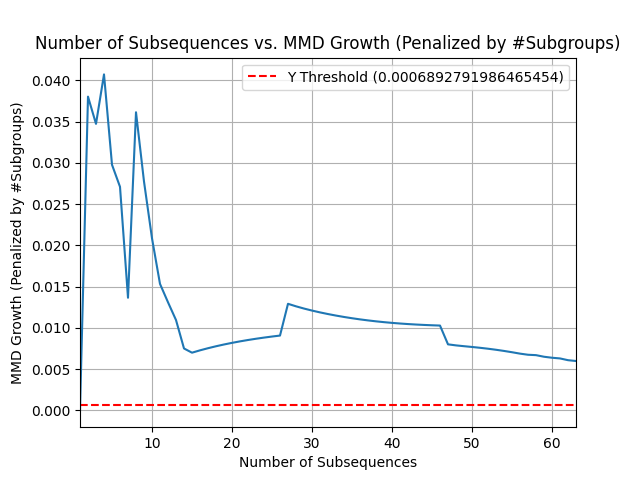 Number of Subsequences vs. MMD Growth (Penalized by #Subgroups)
Y Threshold (0.0006892791986465454)
MMD Growth (Penalized by #Subgroups)
0.040
0.035
0.030
0.025
0.020
0.015
0.010
0.005
0.000
10 20 30 40 50 60
Number of Subsequences